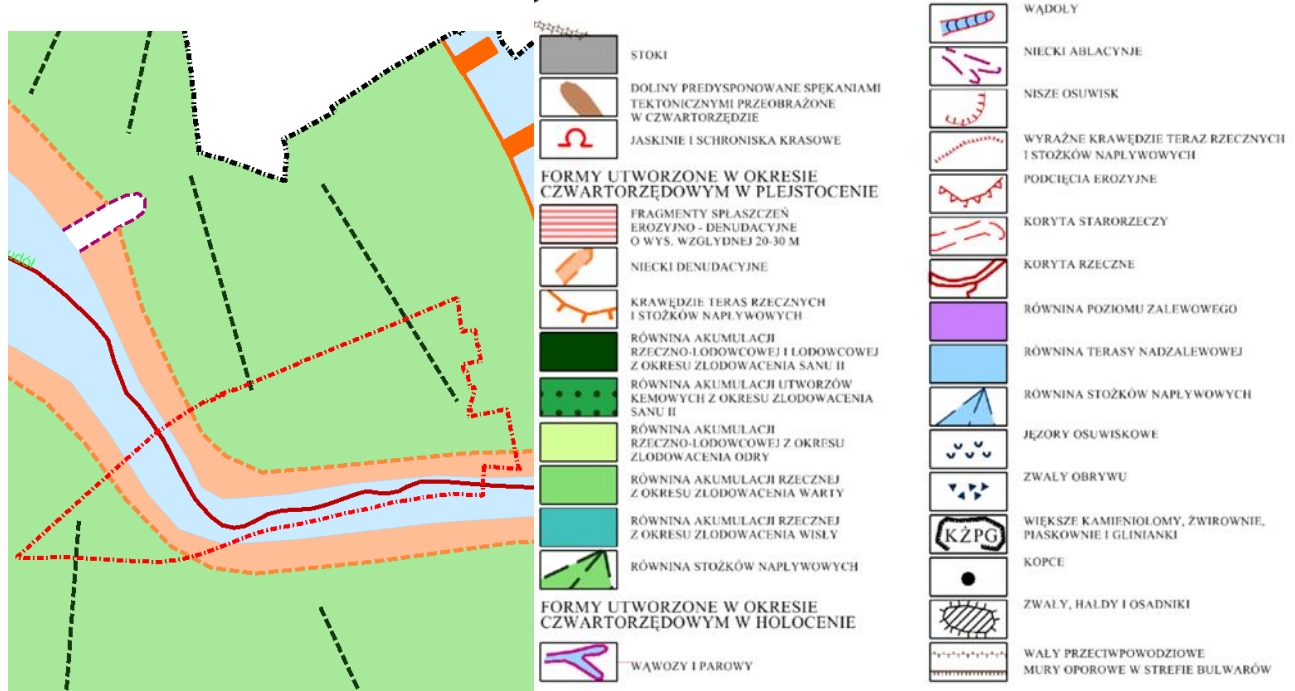 udół
STOKI
DOLINY PREDYSPONOWANE SPĘKANIAMI
TEKTONICZNYMI PRZEOBRAŻONE
W CZWARTORZĘDZIE
JASKINIE I SCHRONISKA KRASOWE
FORMY UTWORZONE W OKRESIE
CZWARTORZĘDOWYM W PLEJSTOCENIE
FRAGMENTY SPŁASZCZEŃ
EROZYJNO - DENUDACYJNE
O WYS. WZGLYDNEJ 20-30 M
NIECKI DENUDACYJNE
KRAWĘDZIE TERAS RZECZNYCH
I STOŻKÓW NAPŁYWOWYCH
RÓWNINA AKUMULACJI
RZECZNO-LODOWCOWEJ I LODOWCOWEJ
Z OKRESU ZLODOWACENIA SANU II
RÓWNINA AKUMULACJI UTWORZÓW
KEMOWYCH Z OKRESU ZLODOWACENIA
SANU II
RÓWNINA AKUMULACJI
RZECZNO-LODOWCOWEJ Z OKRESU
ZLODOWACENIA ODRY
RÓWNINA AKUMULACJI RZECZNEJ
Z OKRESU ZLODOWACENIA WARTY
RÓWNINA AKUMULACJI RZECZNEJ
Z OKRESU ZLODOWACENIA WISŁY
RÓWNINA STOŻKÓW NAPŁYWOWYCH
FORMY UTWORZONE W OKRESIE
CZWARTORZĘDOWYM W HOLOCENIE
WĄWOZY I PAROWY
WĄDOŁY
NIECKI ABLACYNJE
NISZE OSUWISK
WYRAŹNE KRAWĘDZIE TERAZ RZECZNYCH
I STOŻKÓW NAPŁYWOWYCH
PODCIĘCIA EROZYJNE
KORYTA STARORZECZY
KORYTA RZECZNE
RÓWNINA POZIOMU ZALEWOWEGO
RÓWNINA TERASY NADZALEWOWEJ
RÓWNINA STOŻKÓW NAPŁYWOWYCH
JĘZORY OSUWISKOWE
ZWAŁY OBRYWU
KŻPG
WIĘKSZE KAMIENIOŁOMY, ŻWIROWNIE,
PIASKOWNIE I GLINIANKI
KOPCE
ZWAŁY, HAŁDY I OSADNIKI
WAŁY PRZECIWPOWODZIOWE
MURY OPOROWE W STREFIE BULWARÓW